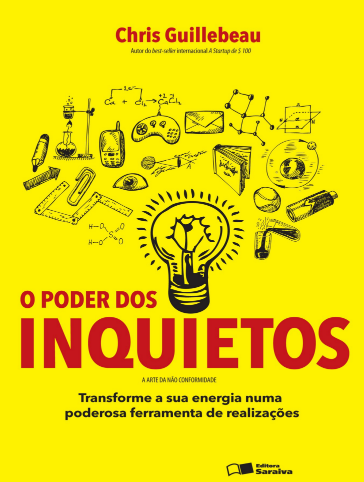 Chris Guillebeau
Autor do best-seller internacional A Startup de $ 100
O PODER DOS
INQUIETOS
A ARTE DA NÃO CONFORMIDADE
Transforme a sua energia numa
poderosa ferramenta de realizações
Editora
Saraiva